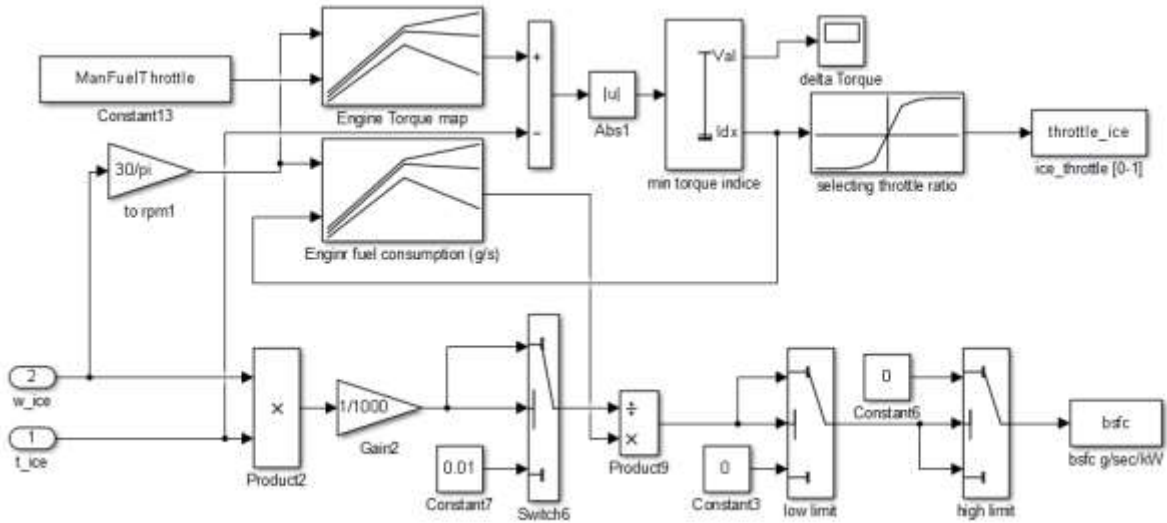 ManFuelThrottle
Constant13
30/pi
to rpm1
Engine Torque map
Enginr fuel consumption (g/s)
+
−
|u|
Abs1
Val
Idx
min torque indice
delta Torque
selecting throttle ratio
throttle_ice
ice_throttle [0-1]
2
w_ice
1
t_ice
×
Product2
1/1000
Gain2
0.01
Constant7
Switch6
÷
×
Product9
0
Constant3
low limit
0
Constant6
high limit
bsfc
bsfc g/sec/kW